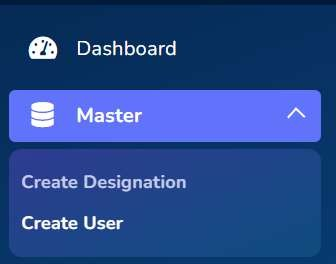 Dashboard
Master
Create Designation
Create User